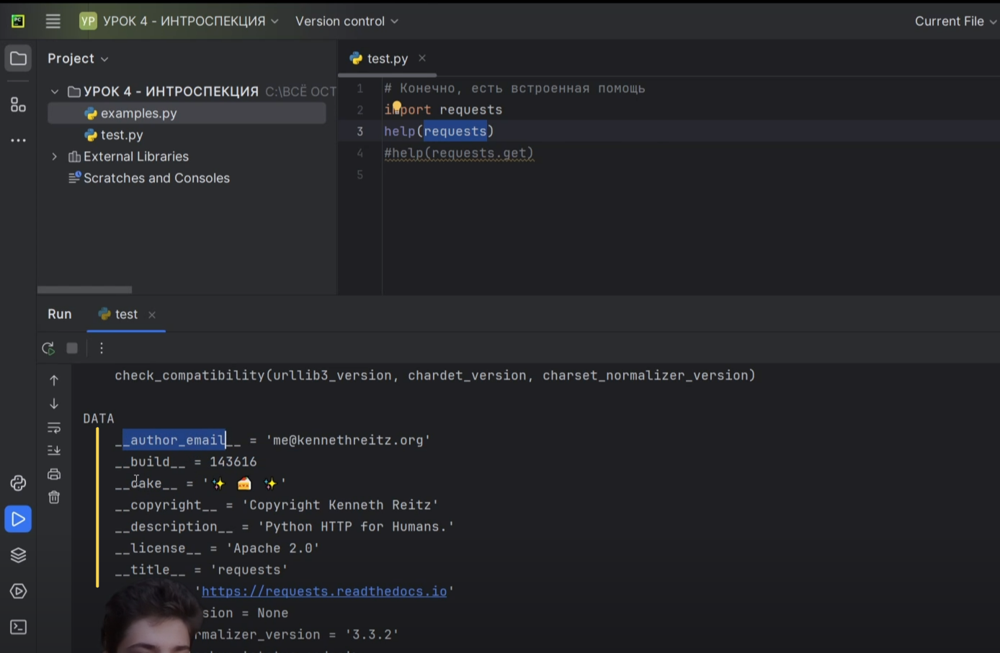 УР УРОК 4 - ИНТРОСПЕКЦИЯ Version control Current File
Project
test.py
УРОК 4 - ИНТРОСПЕКЦИЯ C:\ВСЁ ОСТ
examples.py
test.py
External Libraries
Scratches and Consoles
1 # Конечно, есть встроенная помощь
2 import requests
3 help(requests)
4 #help(requests.get)
5
Run test
check_compatibility(urllib3_version, chardet_version, charset_normalizer_version)
DATA
__author_email__ = 'me@kennethreitz.org'
__build__ = 143616
__cake__ = '✨ 🍰 ✨'
__copyright__ = 'Copyright Kenneth Reitz'
__description__ = 'Python HTTP for Humans.'
__license__ = 'Apache 2.0'
__title__ = 'requests'
'https://requests.readthedocs.io'
sion = None
rmalizer_version = '3.3.2'